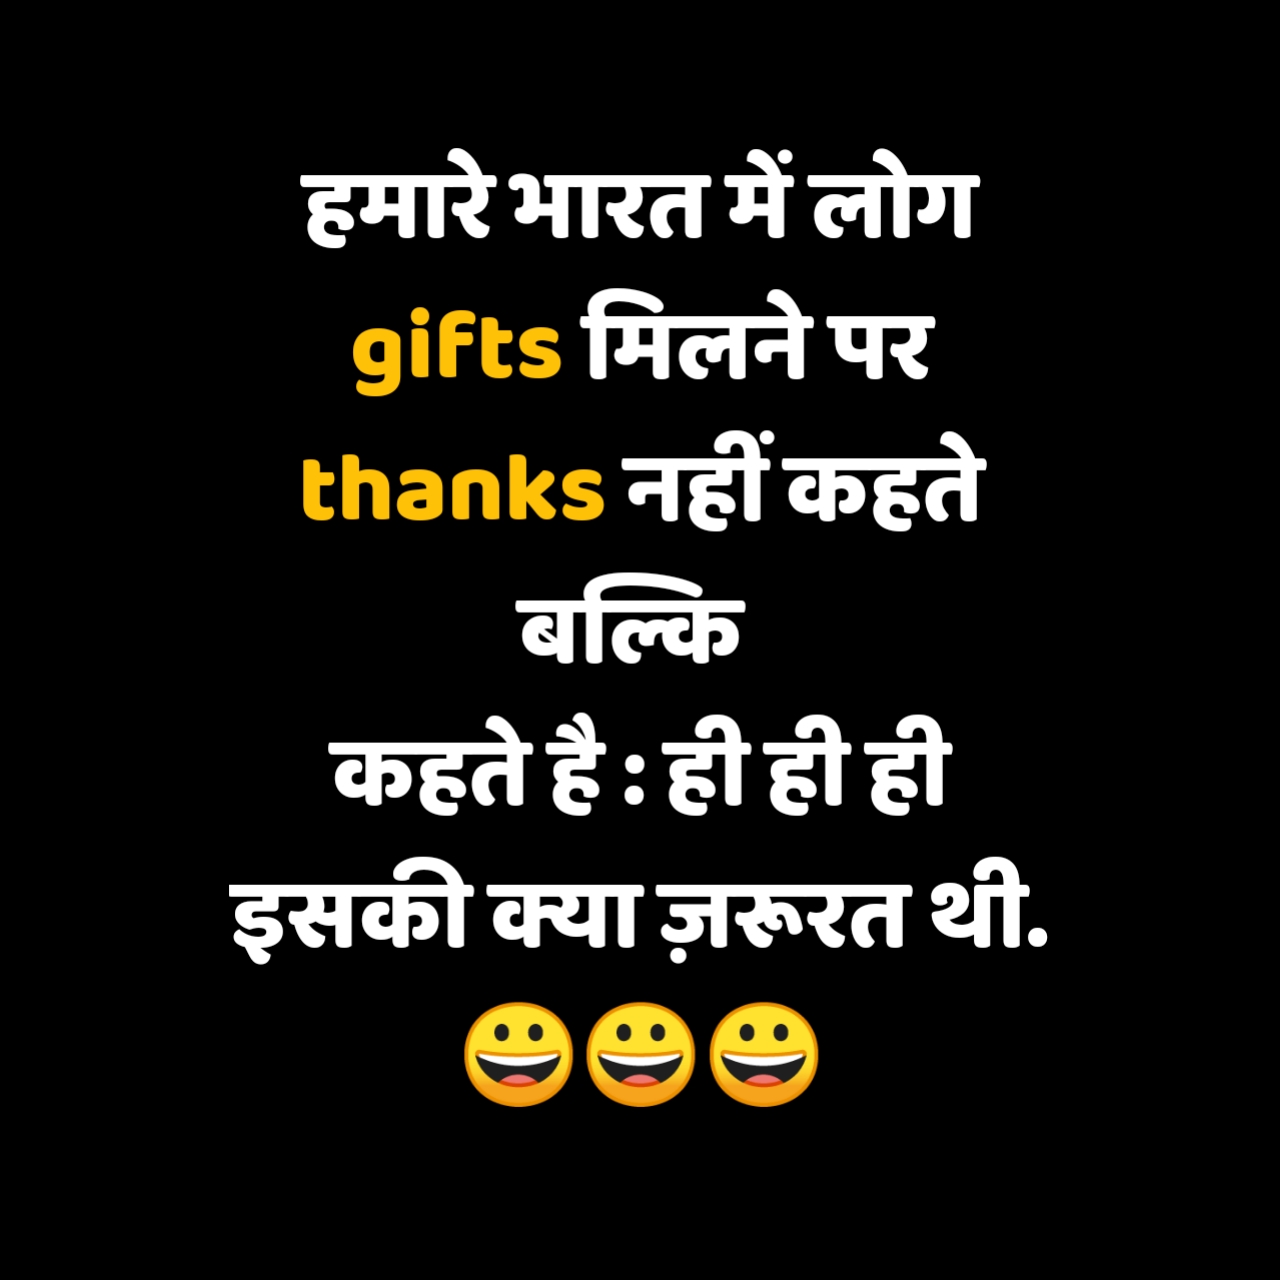 हमारे भारत में लोग
gifts मिलने पर
thanks नहीं कहते
बल्कि
कहते है : ही ही ही
इसकी क्या ज़रूरत थी.
😀😀😀